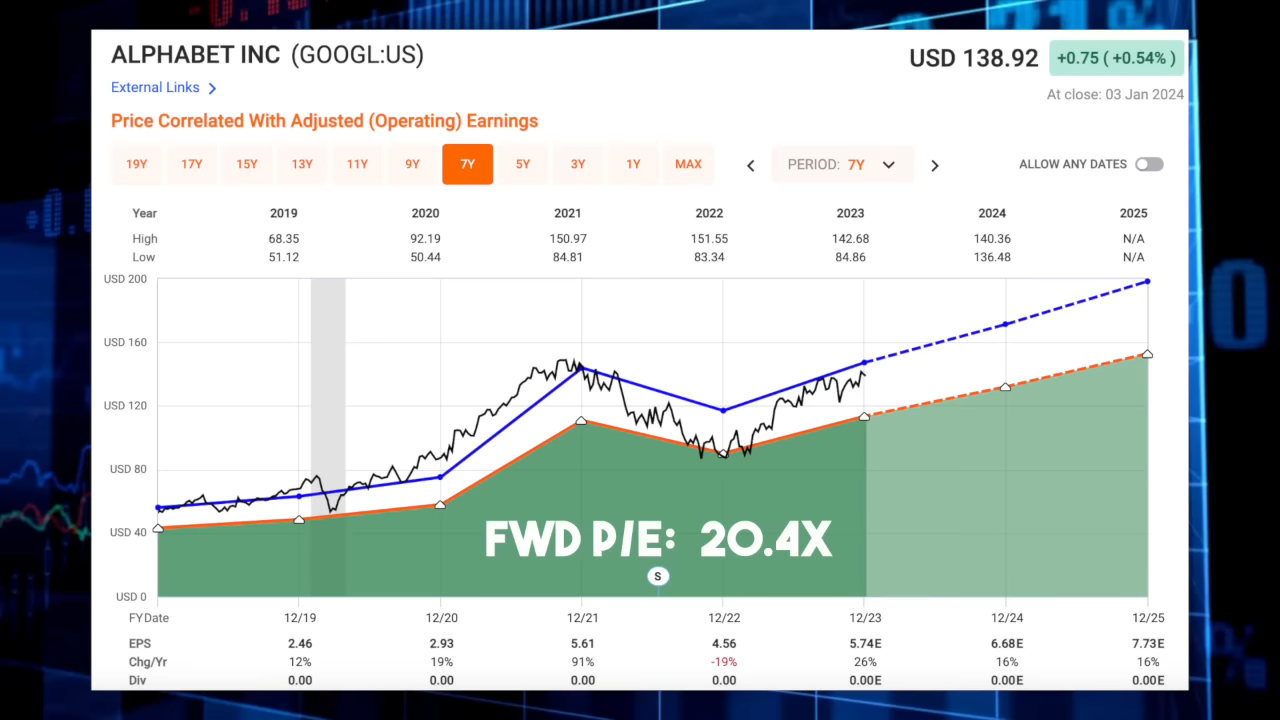 ALPHABET INC (GOOGL:US)
USD 138.92 +0.75 ( +0.54% )
External Links
At close: 03 Jan 2024
Price Correlated With Adjusted (Operating) Earnings
19Y 17Y 15Y 13Y 11Y 9Y 7Y 5Y 3Y 1Y MAX PERIOD: 7Y ALLOW ANY DATES
Year 2019 2020 2021 2022 2023 2024 2025
High 68.35 92.19 150.97 151.55 142.68 140.36 N/A
Low 51.12 50.44 84.81 83.34 84.86 136.48 N/A
USD 200
USD 160
USD 120
USD 80
USD 40
FWD P/E: 20.4X
S
USD 0
FYDate 12/19 12/20 12/21 12/22 12/23 12/24 12/25
EPS 2.46 2.93 5.61 4.56 5.74E 6.68E 7.73E
Chg/Yr 12% 19% 91% -19% 26% 16% 16%
Div 0.00 0.00 0.00 0.00 0.00E 0.00E 0.00E